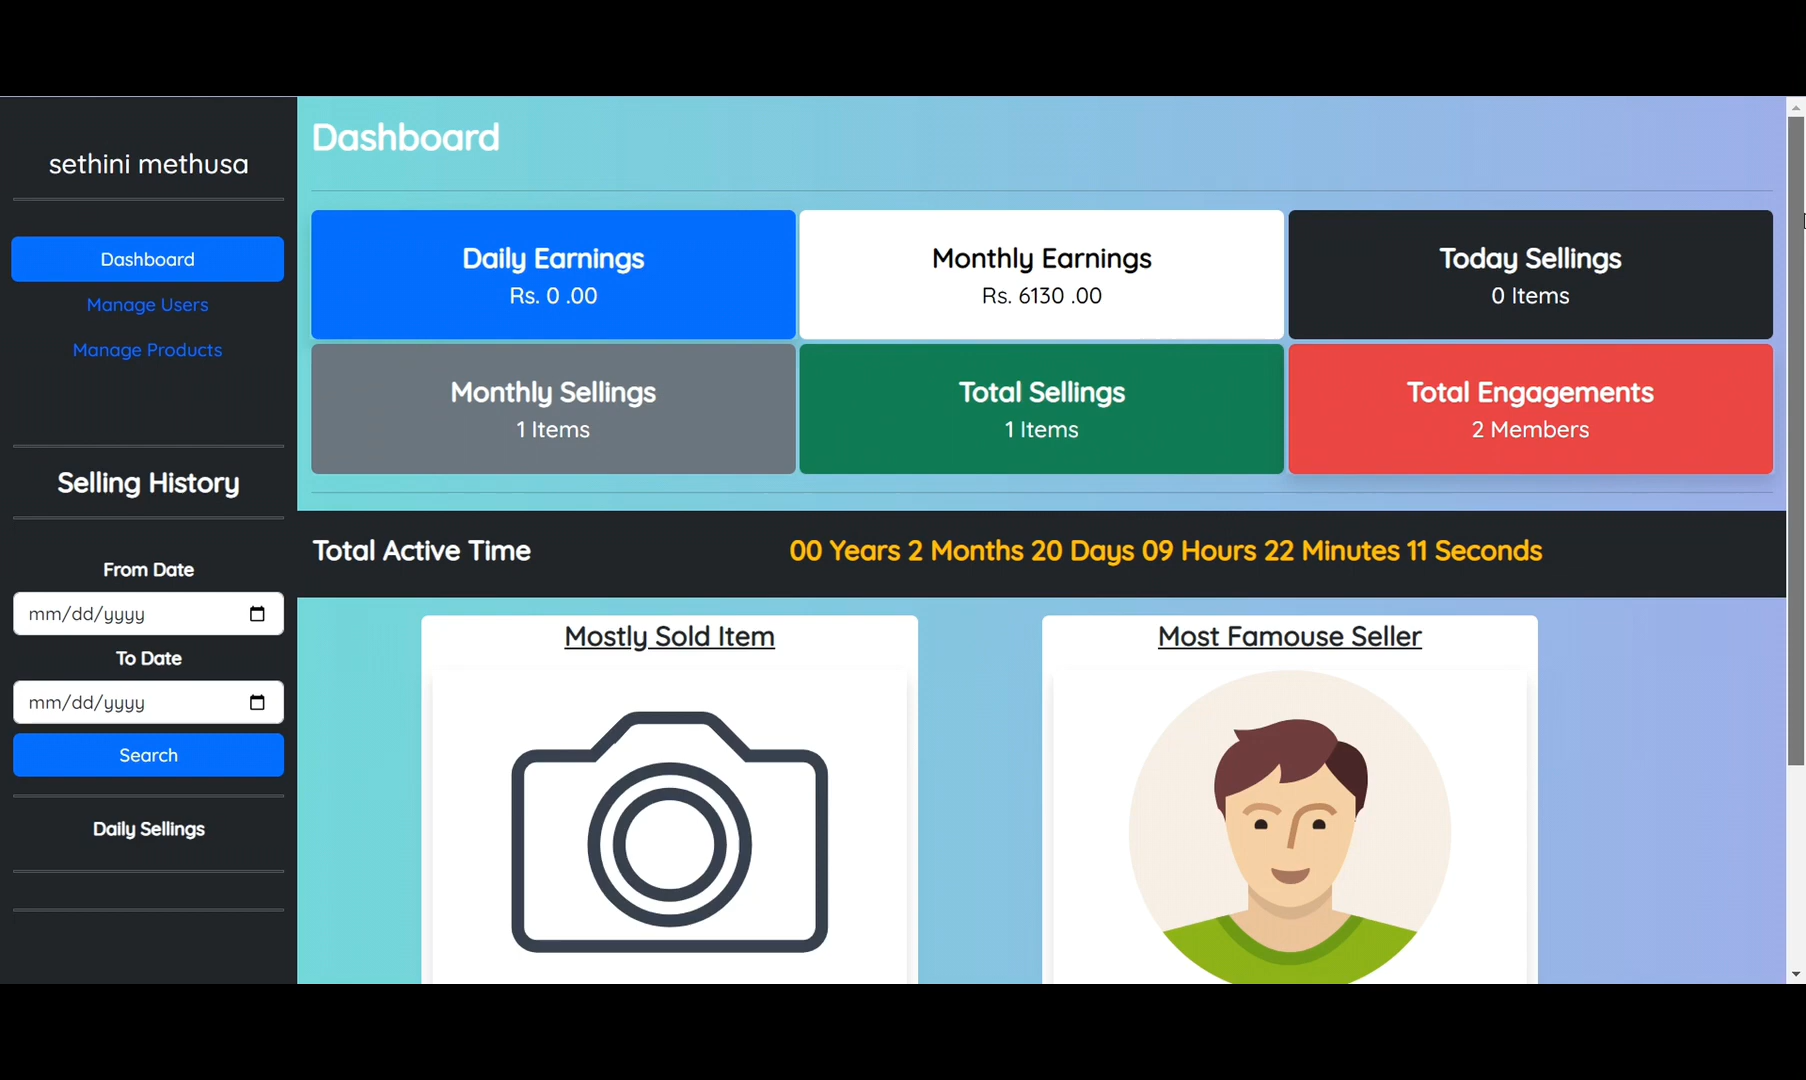 sethini methusa
Dashboard
Manage Users
Manage Products
Selling History
From Date
mm/dd/yyyy
To Date
mm/dd/yyyy
Search
Daily Sellings
Dashboard
Daily Earnings
Rs. 0 .00
Monthly Earnings
Rs. 6130 .00
Today Sellings
0 Items
Monthly Sellings
1 Items
Total Sellings
1 Items
Total Engagements
2 Members
Total Active Time
00 Years 2 Months 20 Days 09 Hours 22 Minutes 11 Seconds
Mostly Sold Item
Most Famouse Seller